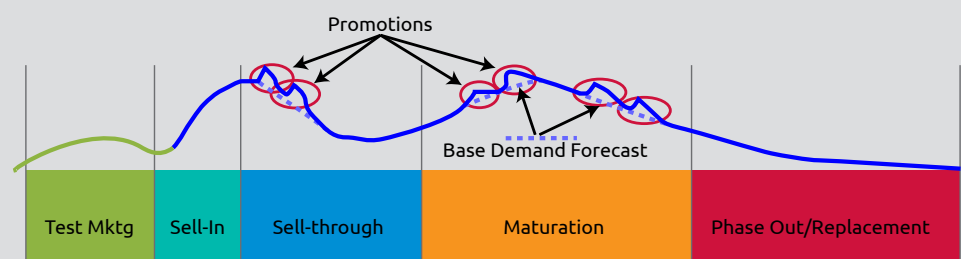 Promotions
Base Demand Forecast
Test Mktg
Sell-In
Sell-through
Maturation
Phase Out/Replacement